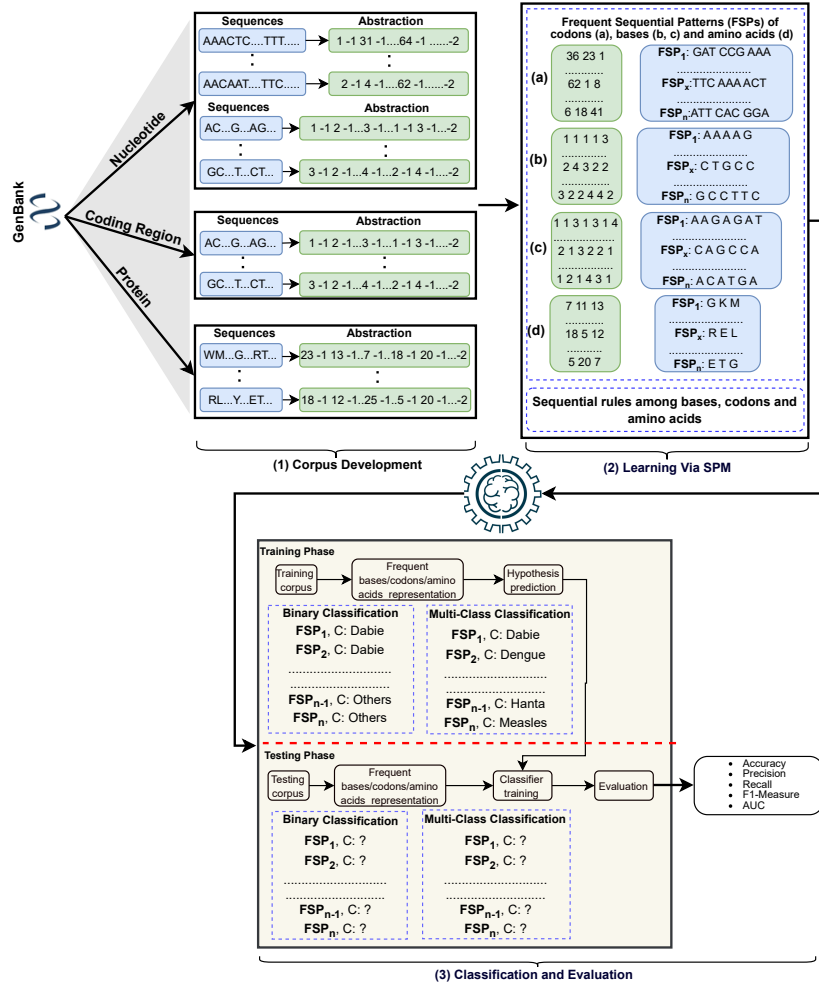 GenBank
Nucleotide
Coding Region
Protein
Sequences Abstraction
AAACTC....TTT..... 1 -1 31 -1....64 -1 ......-2
AACAAT....TTC..... 2 -1 4 -1....62 -1 ......-2
Sequences Abstraction
AC...G...AG... 1 -1 2 -1...3 -1...1 -1 3 -1...-2
GC...T...CT... 3 -1 2 -1...4 -1...2 -1 4 -1...-2
Sequences Abstraction
AC...G...AG... 1 -1 2 -1...3 -1...1 -1 3 -1...-2
GC...T...CT... 3 -1 2 -1...4 -1...2 -1 4 -1...-2
Sequences Abstraction
WM...G...RT... 23 -1 13 -1..7 -1..18 -1 20 -1...-2
RL...Y...ET... 18 -1 12 -1...25 -1..5 -1 20 -1...-2
(1) Corpus Development
Frequent Sequential Patterns (FSPs) of
codons (a), bases (b, c) and amino acids (d)
(a)
36 23 1 FSP1: GAT CCG AAA
62 1 8 FSPx: TTC AAA ACT
6 18 41 FSPn: ATT CAC GGA
(b)
1 1 1 1 3 FSP1: A A A A G
2 4 3 2 2 FSPx: C T G C C
3 2 2 4 4 2 FSPn: G C C T T C
(c)
1 1 3 1 3 1 4 FSP1: A A G A G A T
2 1 3 2 2 1 FSPx: C A G C C A
1 2 1 4 3 1 FSPn: A C A T G A
(d)
7 11 13 FSP1: G K M
18 5 12 FSPx: R E L
5 20 7 FSPn: E T G
Sequential rules among bases, codons and
amino acids
(2) Learning Via SPM
Training Phase
Training
corpus
Frequent
bases/codons/amino
acids representation
Hypothesis
prediction
Binary Classification
FSP1, C: Dabie
FSP2, C: Dabie
..............................
..............................
FSPn-1, C: Others
FSPn, C: Others
Multi-Class Classification
FSP1, C: Dabie
FSP2, C: Dengue
..............................
..............................
FSPn-1, C: Hanta
FSPn, C: Measles
Testing Phase
Testing
corpus
Frequent
bases/codons/amino
acids representation
Classifier
training
Evaluation
• Accuracy
• Precision
• Recall
• F1-Measure
• AUC
Binary Classification
FSP1, C: ?
FSP2, C: ?
..............................
..............................
FSPn-1, C: ?
FSPn, C: ?
Multi-Class Classification
FSP1, C: ?
FSP2, C: ?
..............................
..............................
FSPn-1, C: ?
FSPn, C: ?
(3) Classification and Evaluation